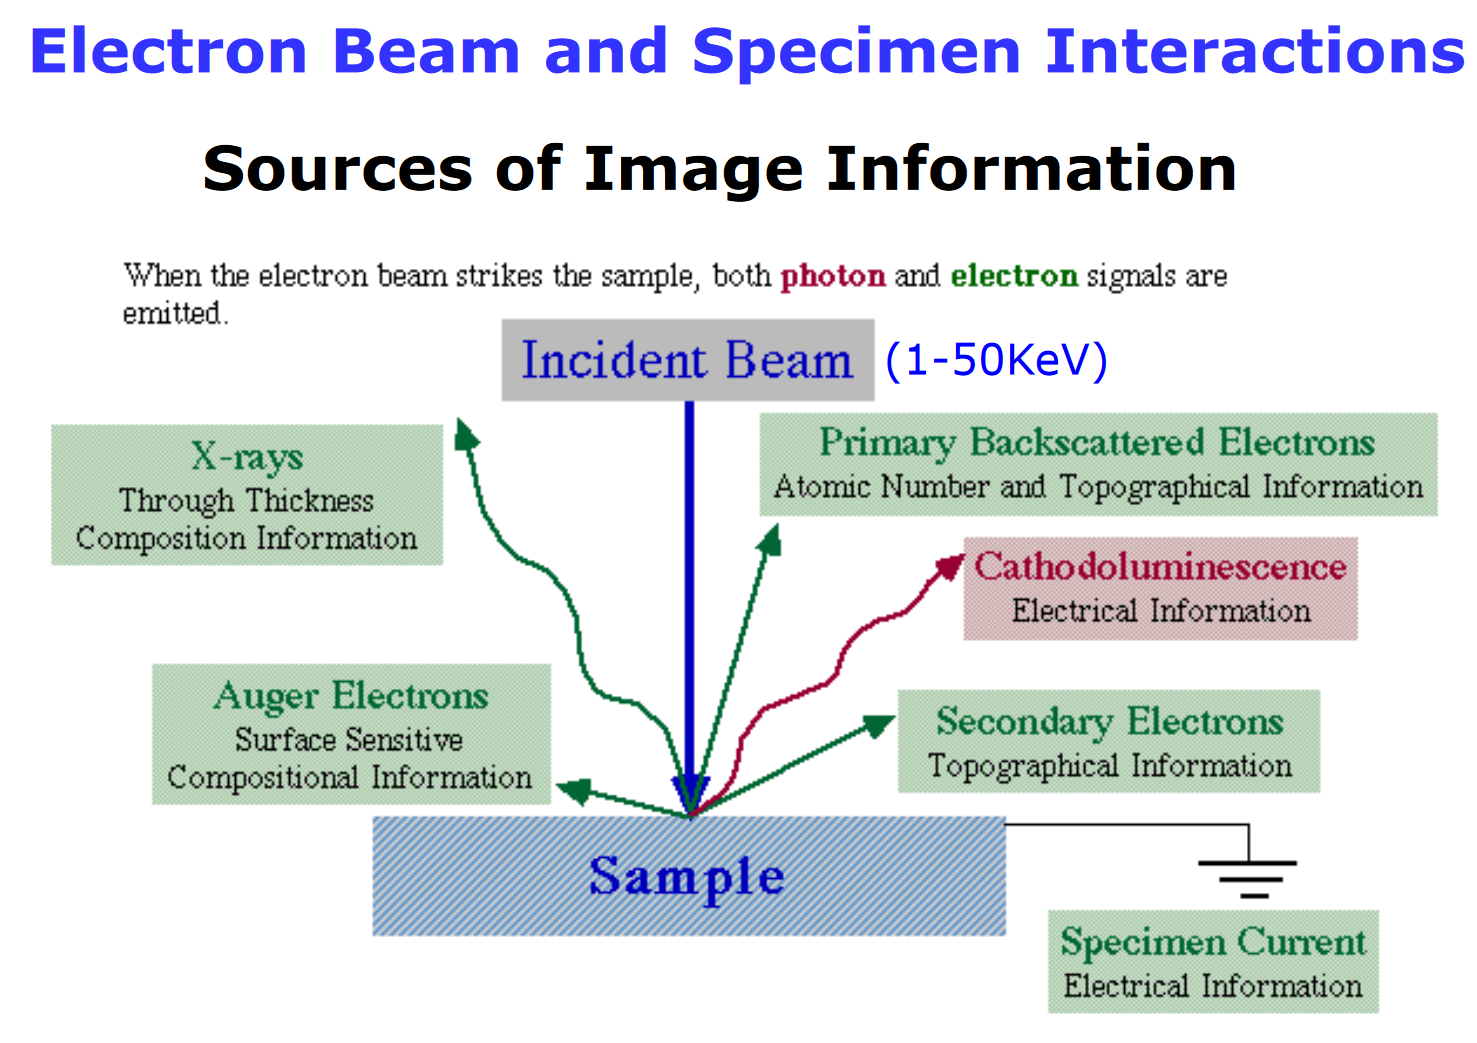 Electron Beam and Specimen Interactions
Sources of Image Information
When the electron beam strikes the sample, both photon and electron signals are
emitted.
Incident Beam (1-50KeV)
X-rays
Through Thickness
Composition Information
Primary Backscattered Electrons
Atomic Number and Topographical Information
Cathodoluminescence
Electrical Information
Auger Electrons
Surface Sensitive
Compositional Information
Secondary Electrons
Topographical Information
Sample
Specimen Current
Electrical Information